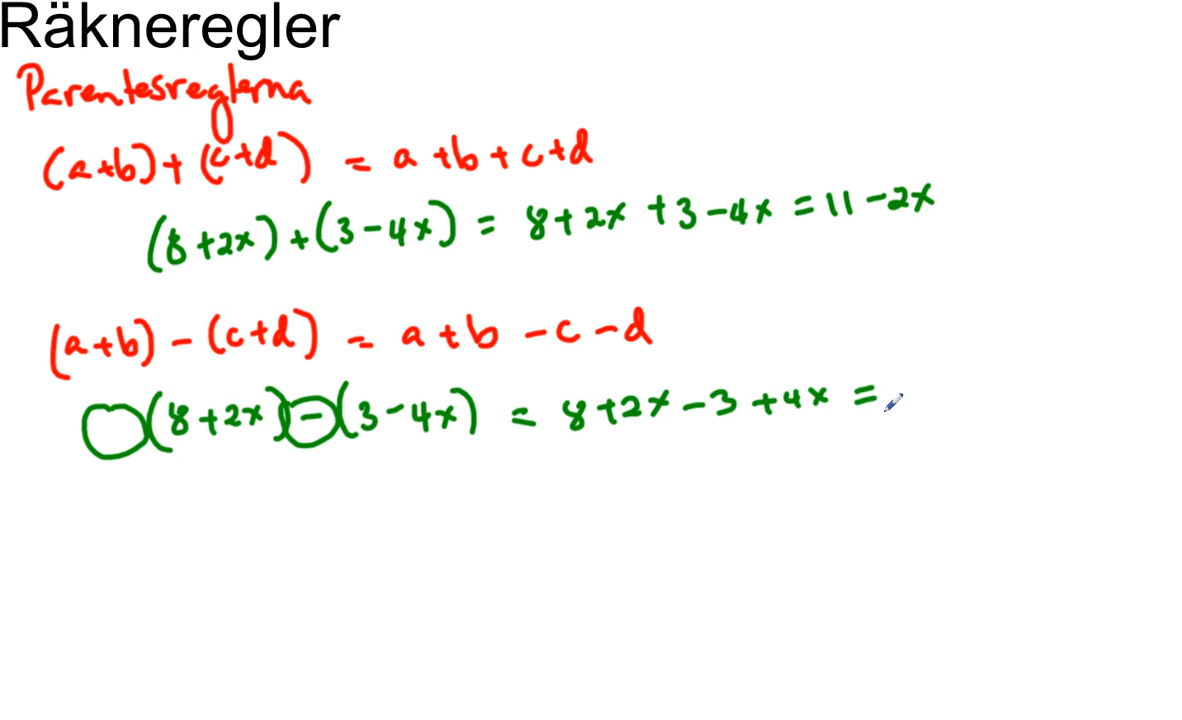 Räkneregler
Parentesreglerna
(a+b)+(c+d) = a+b+c+d
(8+2x)+(3-4x) = 8+2x+3-4x = 11-2x
(a+b)-(c+d) = a+b-c-d
(8+2x)-(3-4x) = 8+2x-3+4x =